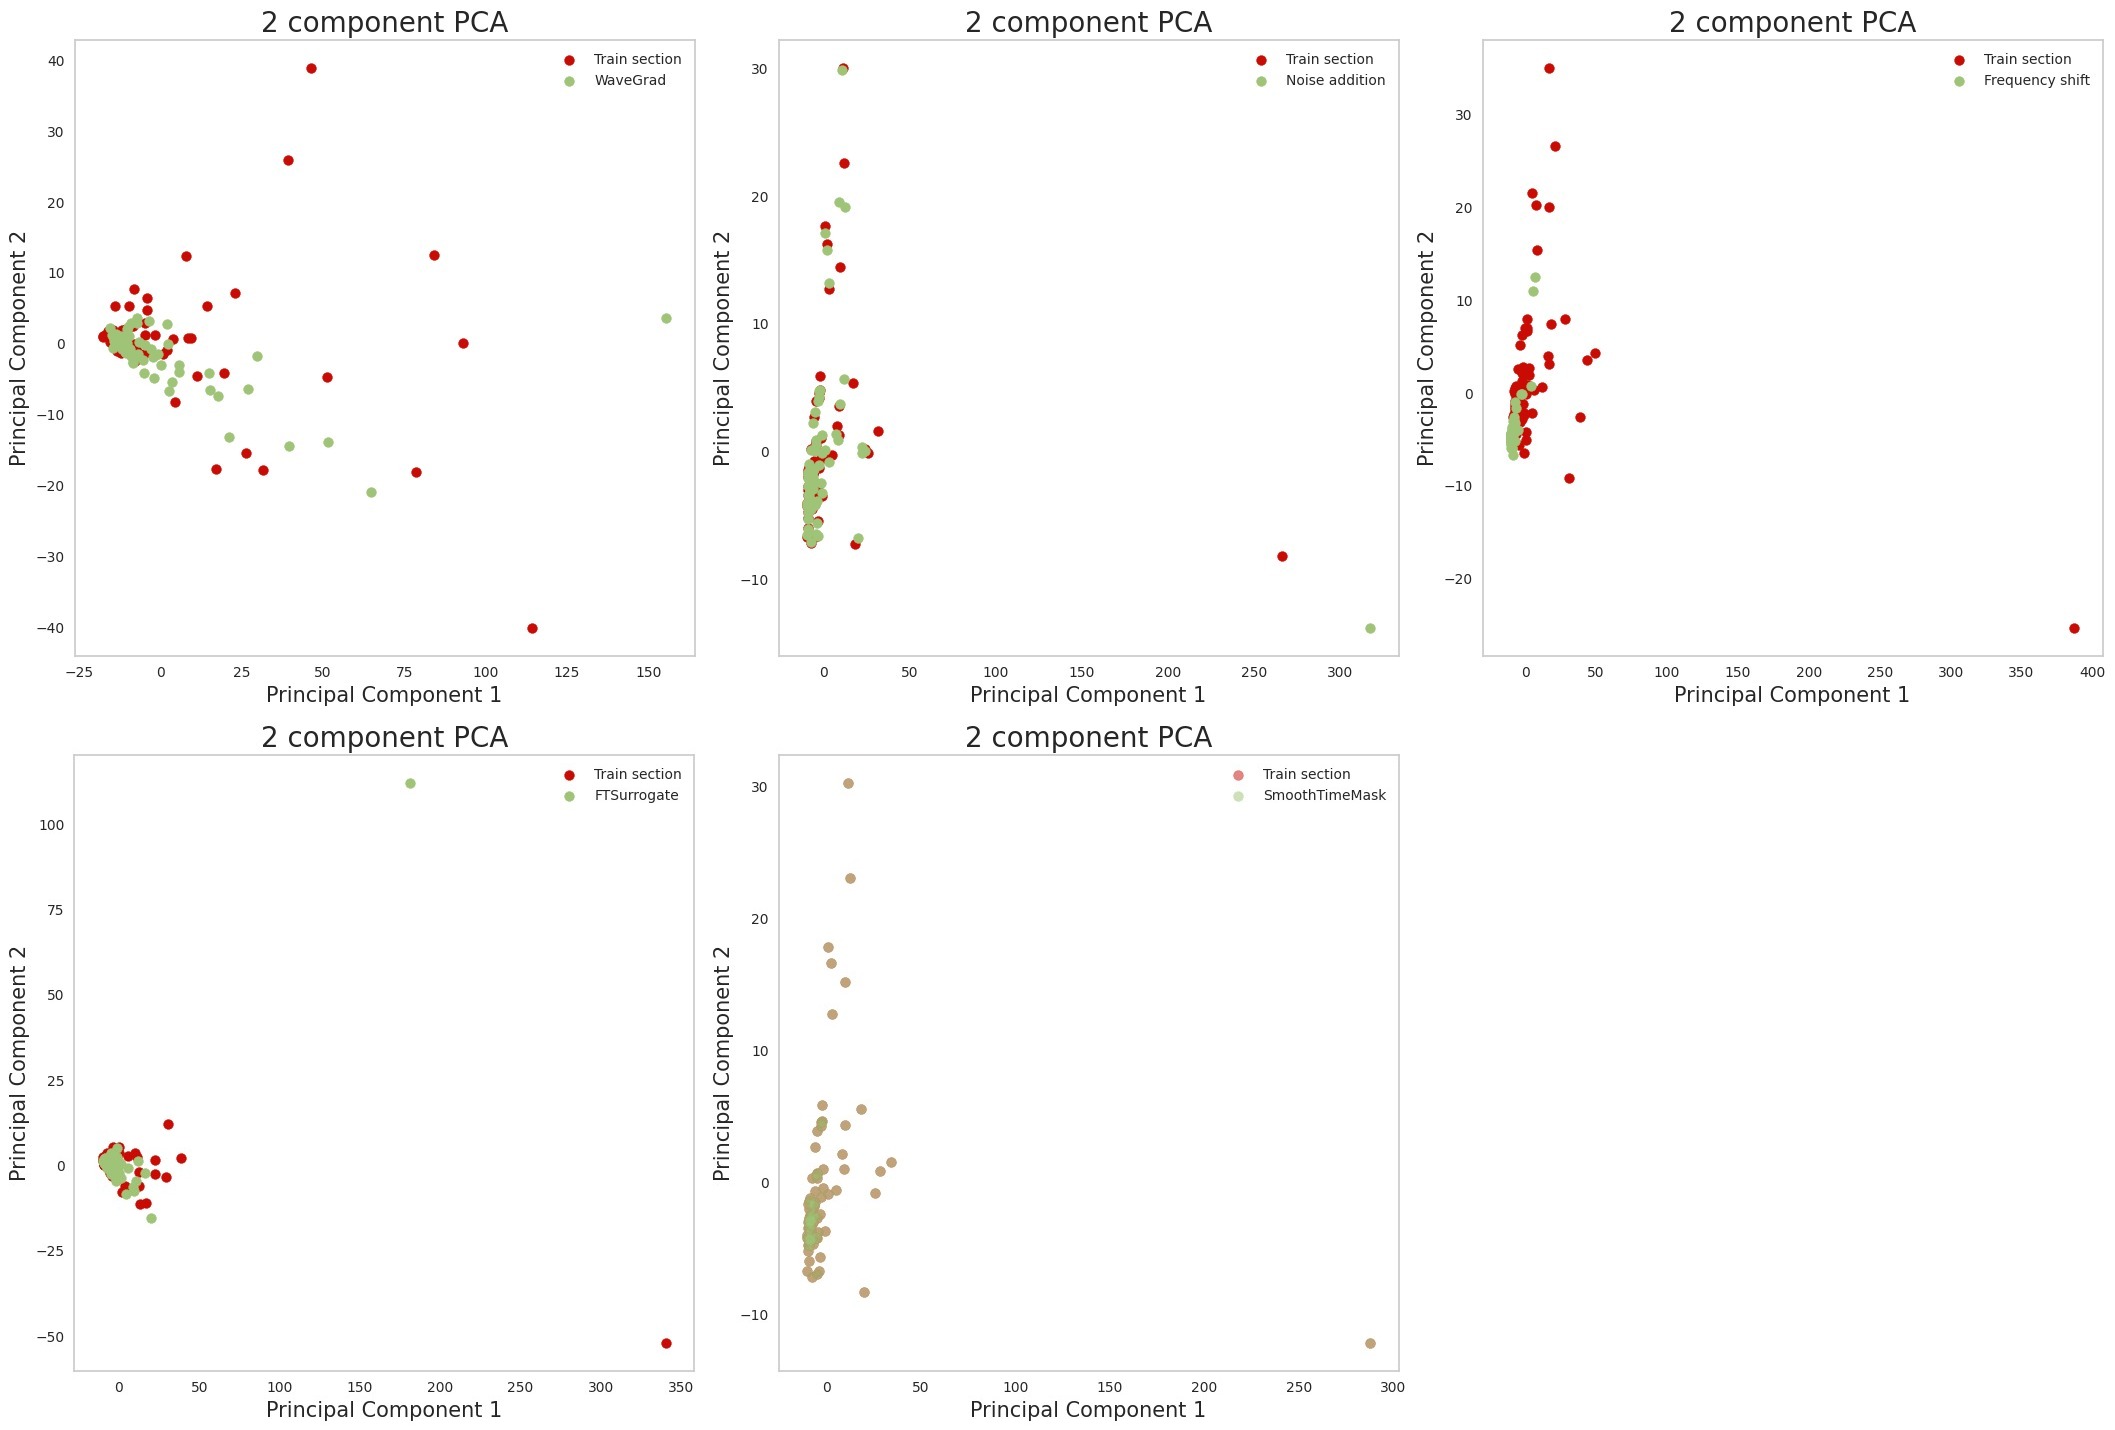 2 component PCA
Train section
WaveGrad
40
30
20
10
0
−10
−20
−30
−40
Principal Component 2
−25 0 25 50 75 100 125 150
Principal Component 1
2 component PCA
Train section
Noise addition
30
20
10
0
−10
Principal Component 2
0 50 100 150 200 250 300
Principal Component 1
2 component PCA
Train section
Frequency shift
30
20
10
0
−10
−20
Principal Component 2
0 50 100 150 200 250 300 350 400
Principal Component 1
2 component PCA
Train section
FTSurrogate
100
75
50
25
0
−25
−50
Principal Component 2
0 50 100 150 200 250 300 350
Principal Component 1
2 component PCA
Train section
SmoothTimeMask
30
20
10
0
−10
Principal Component 2
0 50 100 150 200 250 300
Principal Component 1